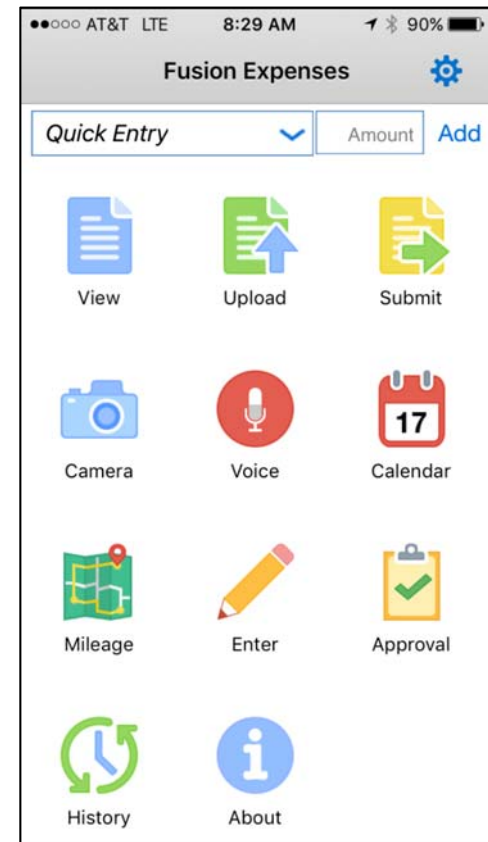 AT&T LTE 8:29 AM 90%
Fusion Expenses
Quick Entry Amount Add
View Upload Submit
17
Camera Voice Calendar
Mileage Enter Approval
History About